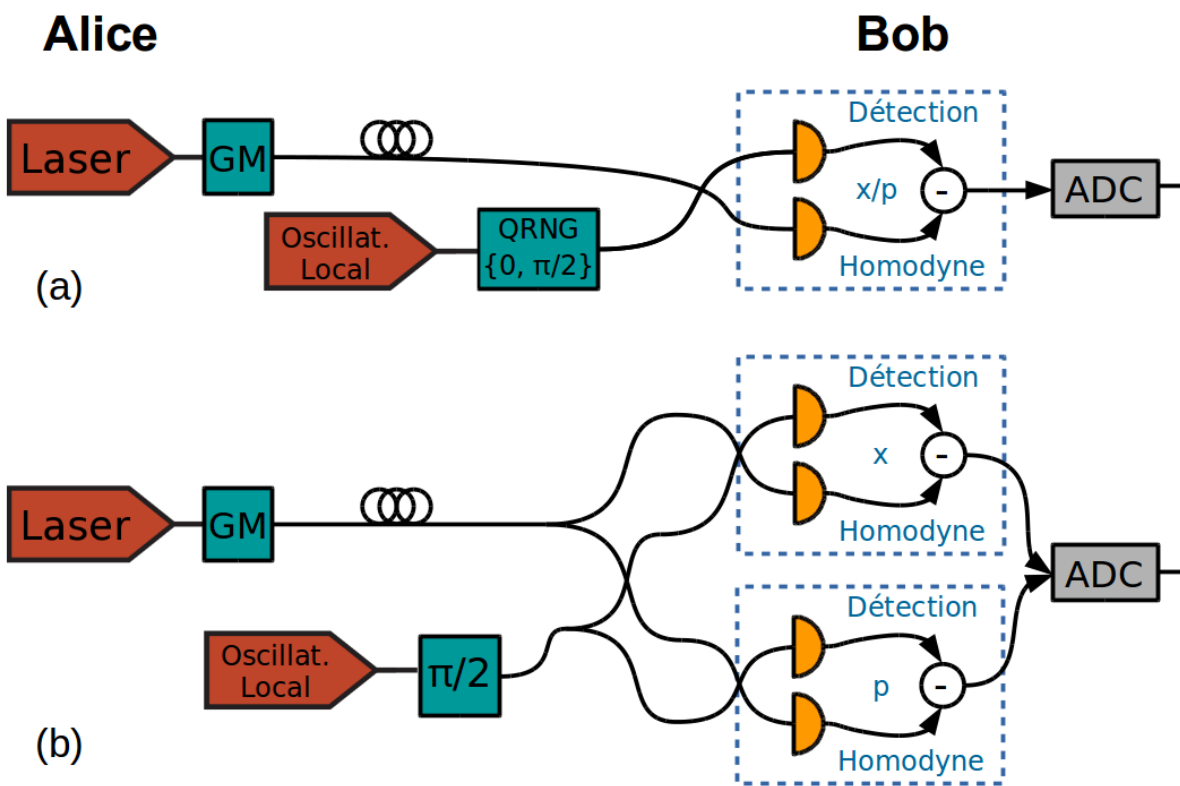 Alice
Bob
Laser
GM
Oscillat.
Local
QRNG
{0, π/2}
Détection
x/p
-
Homodyne
ADC
(a)
Laser
GM
Oscillat.
Local
π/2
Détection
x
-
Homodyne
Détection
p
-
Homodyne
ADC
(b)